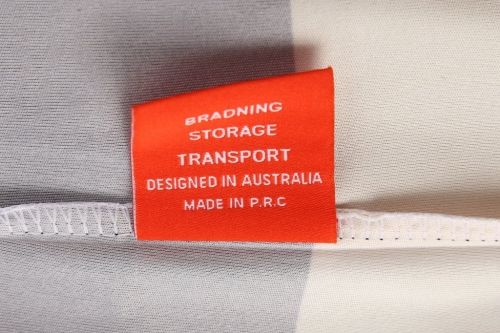 BRADNING
STORAGE
TRANSPORT
DESIGNED IN AUSTRALIA
MADE IN P.R.C